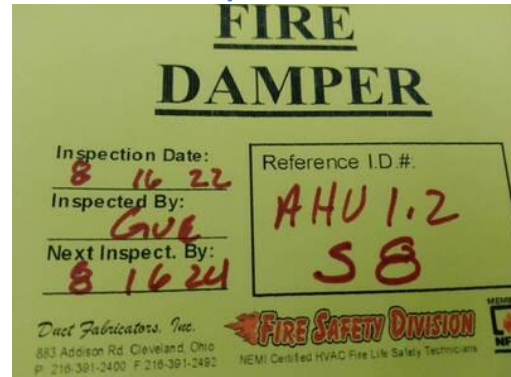 FIRE
DAMPER
Inspection Date:
8 16 22
Inspected By:
GUE
Next Inspect. By:
8 16 24
Reference I.D.#:
AHU 1.2
S 8
Duct Fabricators, Inc.
883 Addison Rd. Cleveland, Ohio
P. 216-391-2400 F 216-391-2492
FIRE SAFETY DIVISION
NEMI Certified HVAC Fire Life Safety Technicians